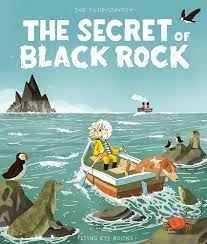 JOE TODD-STANTON
THE SECRET OF
BLACK ROCK
FLYING EYE BOOKS